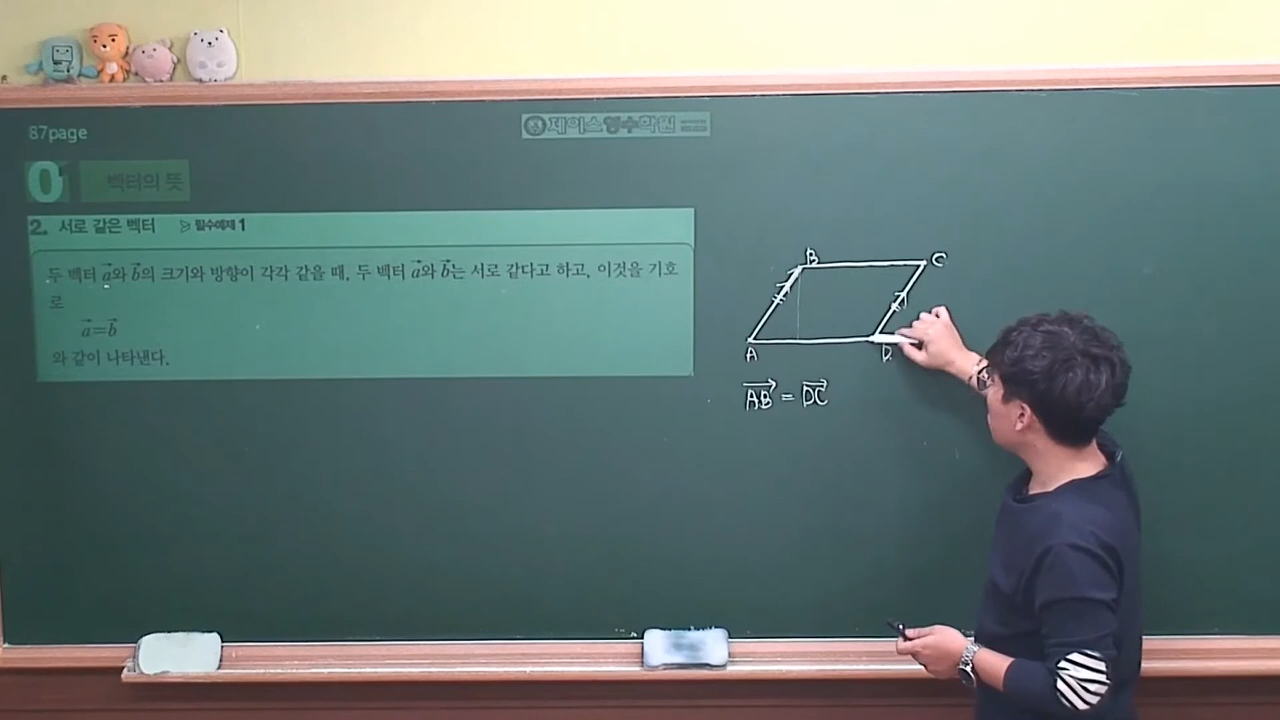 87page
제이스영수학원
0 벡터의 뜻
2. 서로 같은 벡터 ▷ 필수예제 1
두 벡터 a⃗와 b⃗의 크기와 방향이 각각 같을 때, 두 벡터 a⃗와 b⃗는 서로 같다고 하고, 이것을 기호
로
a⃗=b⃗
와 같이 나타낸다.
B C
A D
A⃗B⃗ = D⃗C⃗